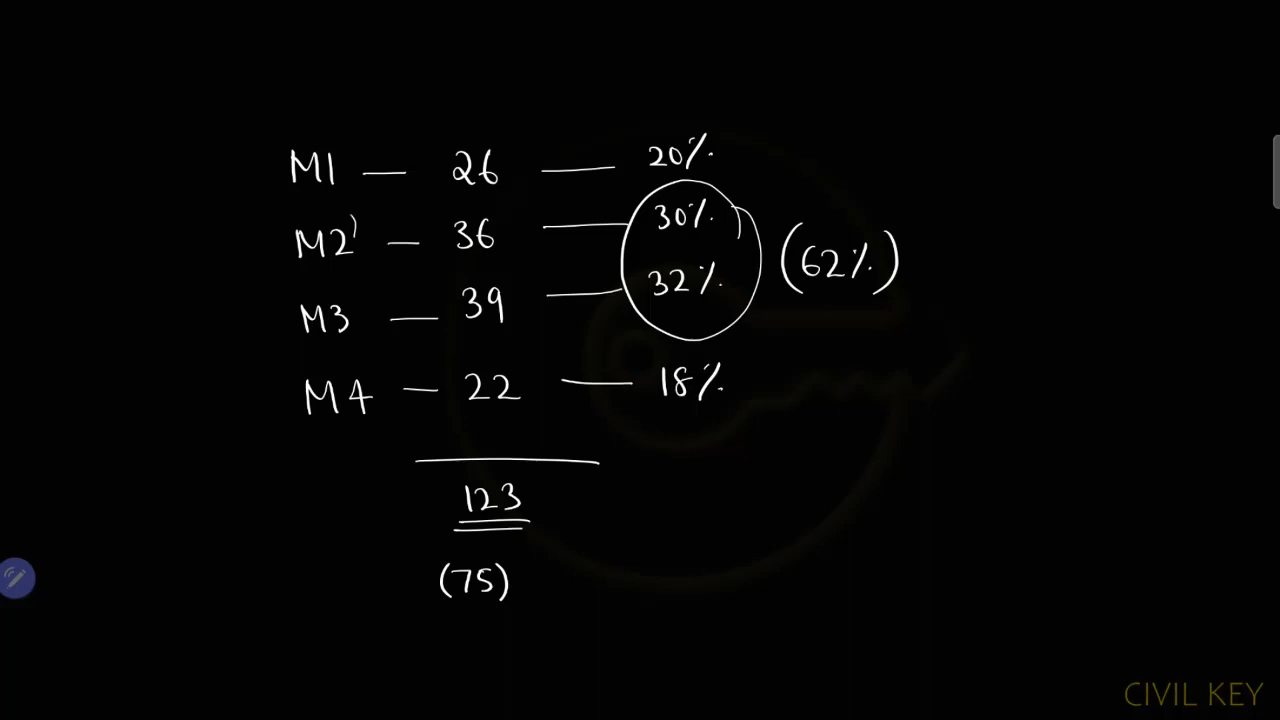 M1 — 26 — 20%
M2 — 36 — 30%
M3 — 39 — 32%
(62%)
M4 — 22 — 18%
123
(75)
CIVIL KEY